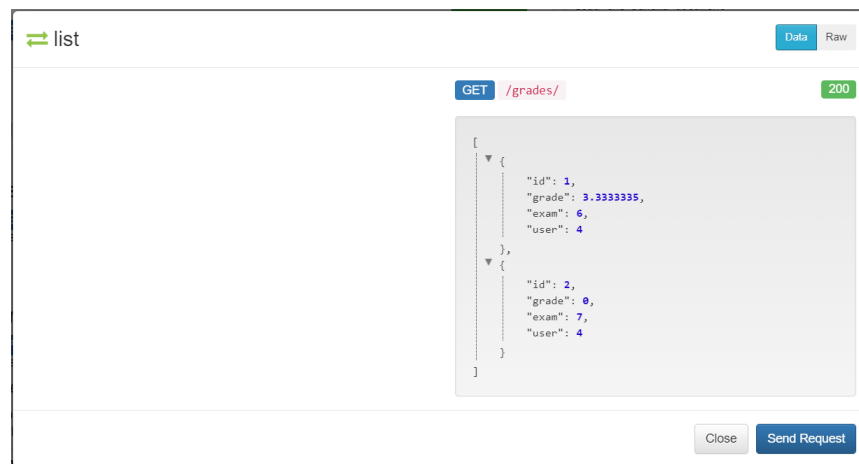 list
Data Raw
GET /grades/ 200
[
{
"id": 1,
"grade": 3.3333335,
"exam": 6,
"user": 4
},
{
"id": 2,
"grade": 0,
"exam": 7,
"user": 4
}
]
Close Send Request